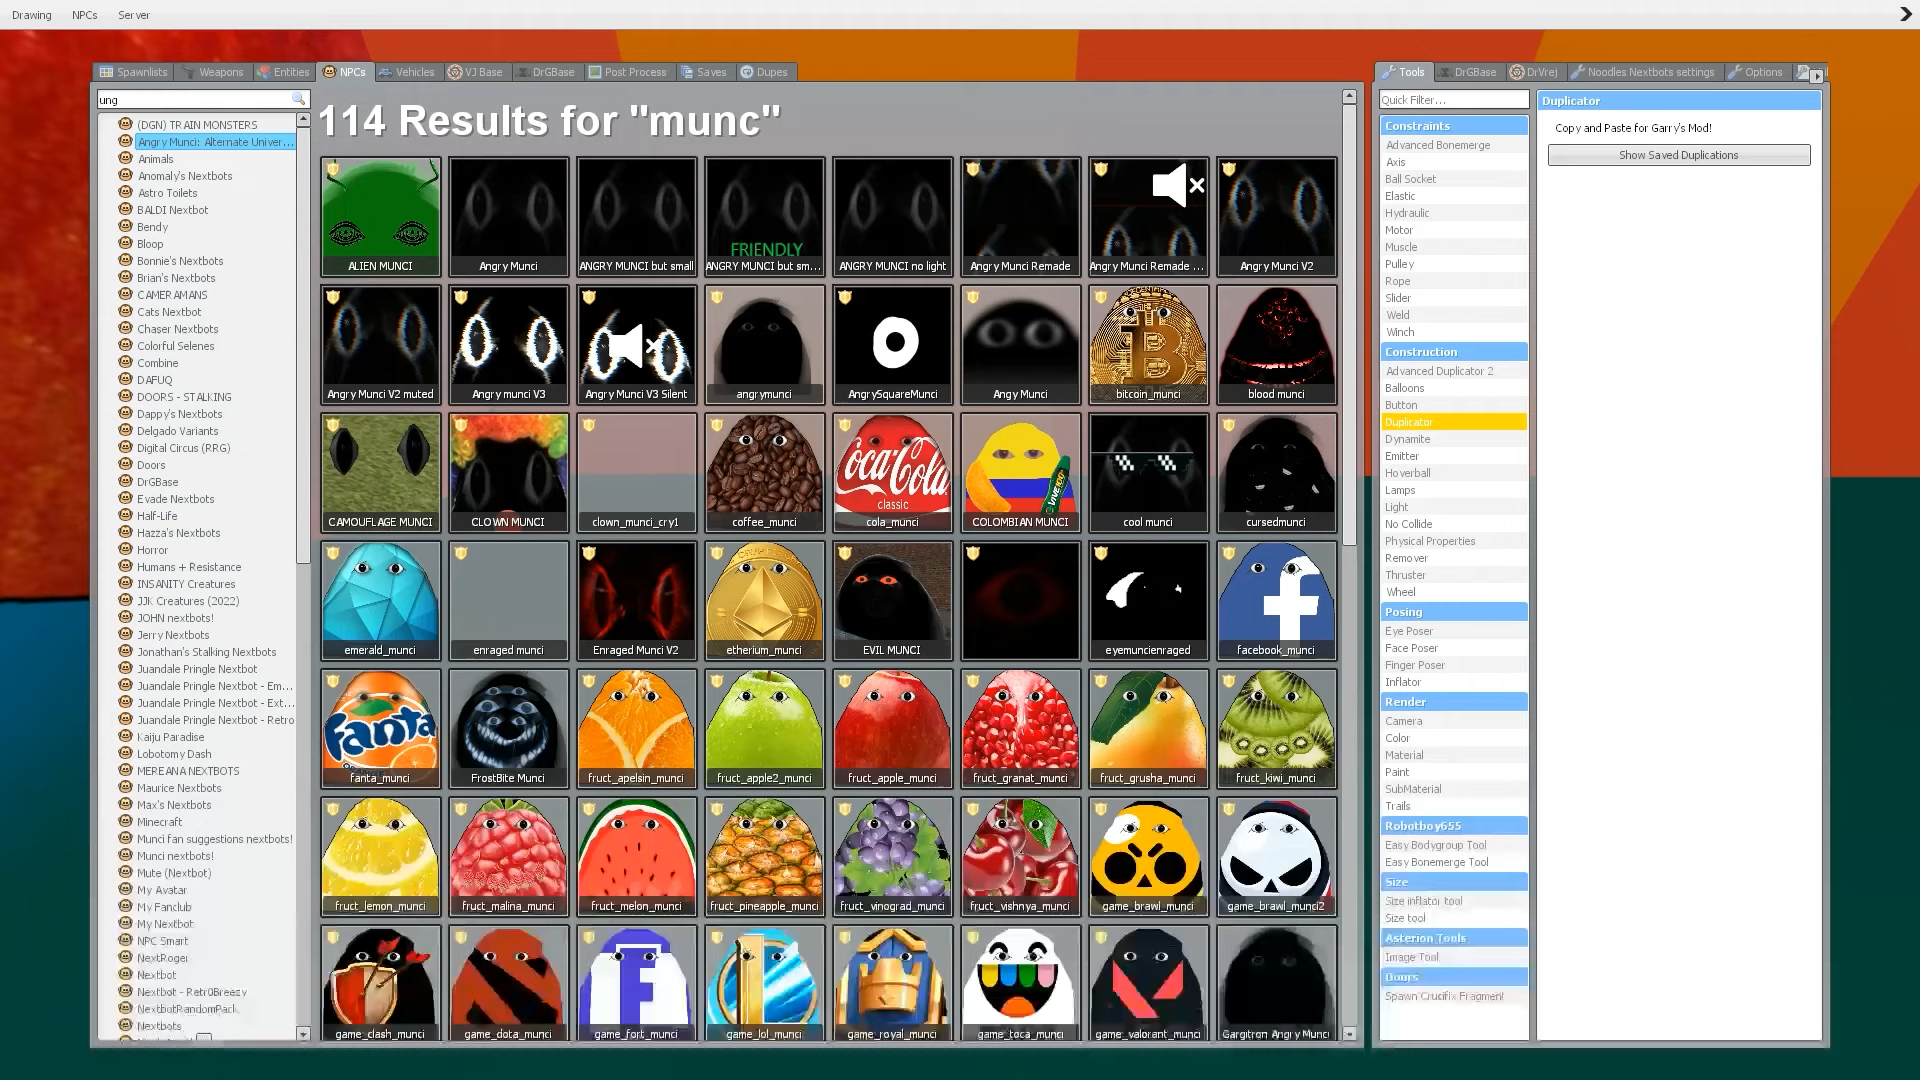 Drawing NPCs Server
Spawnlists Weapons Entities NPCs Vehicles VJ Base DrGBase Post Process Saves Dupes
ung
(DGN) TRAIN MONSTERS
Angry Munci: Alternate Univer...
Animals
Anomaly's Nextbots
Astro Toilets
BALDI Nextbot
Bendy
Bloop
Bonnie's Nextbots
Brian's Nextbots
CAMERAMANS
Cats Nextbot
Chaser Nextbots
Colorful Selenes
Combine
DAFUQ
DOORS - STALKING
Dappy's Nextbots
Delgado Variants
Digital Circus (RRG)
Doors
DrGBase
Evade Nextbots
Half-Life
Hazza's Nextbots
Horror
Humans + Resistance
INSANITY Creatures
JJK Creatures (2022)
JOHN nextbots!
Jerry Nextbots
Jonathan's Stalking Nextbots
Juandale Pringle Nextbot
Juandale Pringle Nextbot - Em...
Juandale Pringle Nextbot - Ext...
Juandale Pringle Nextbot - Retro
Kaiju Paradise
Lobotomy Dash
MEREANA NEXTBOTS
Maurice Nextbots
Max's Nextbots
Minecraft
Munci fan suggestions nextbots!
Munci nextbots!
Mute (Nextbot)
My Avatar
My Fanclub
My Nextbot
NPC Smart
NextRoger
Nextbot
Nextbot - Retr0Breezy
NextbotRandomPack
Nextbots
114 Results for "munc"
FRIENDLY
ALIEN MUNCI Angry Munci ANGRY MUNCI but small ANGRY MUNCI but sm... ANGRY MUNCI no light Angry Munci Remade Angry Munci Remade ... Angry Munci V2
Angry Munci V2 muted Angry munci V3 Angry Munci V3 Silent angrymunci AngrySquareMunci Angy Munci bitcoin_munci blood munci
Coca-Cola
classic
VIVE100
CAMOUFLAGE MUNCI CLOWN MUNCI clown_munci_cry1 coffee_munci cola_munci COLOMBIAN MUNCI cool munci cursedmunci
emerald_munci enraged munci Enraged Munci V2 etherium_munci EVIL MUNCI eyemuncienraged facebook_munci
fanta
fanta_munci FrostBite Munci fruct_apelsin_munci fruct_apple2_munci fruct_apple_munci fruct_granat_munci fruct_grusha_munci fruct_kiwi_munci
fruct_lemon_munci fruct_malina_munci fruct_melon_munci fruct_pineapple_munci fruct_vinograd_munci fruct_vishnya_munci game_brawl_munci game_brawl_munci2
game_clash_munci game_dota_munci game_fort_munci game_lol_munci game_royal_munci game_toca_munci game_valorant_munci Gargitron Angry Munci
Tools DrGBase DrVrej Noodles Nextbots settings Options
Quick Filter...
Constraints
Advanced Bonemerge
Axis
Ball Socket
Elastic
Hydraulic
Motor
Muscle
Pulley
Rope
Slider
Weld
Winch
Construction
Advanced Duplicator 2
Balloons
Button
Duplicator
Dynamite
Emitter
Hoverball
Lamps
Light
No Collide
Physical Properties
Remover
Thruster
Wheel
Posing
Eye Poser
Face Poser
Finger Poser
Inflator
Render
Camera
Color
Material
Paint
SubMaterial
Trails
Robotboy655
Easy Bodygroup Tool
Easy Bonemerge Tool
Size
Size inflator tool
Size tool
Asterion Tools
Image Tool
Doors
Spawn Crucifix Fragment
Duplicator
Copy and Paste for Garry's Mod!
Show Saved Duplications